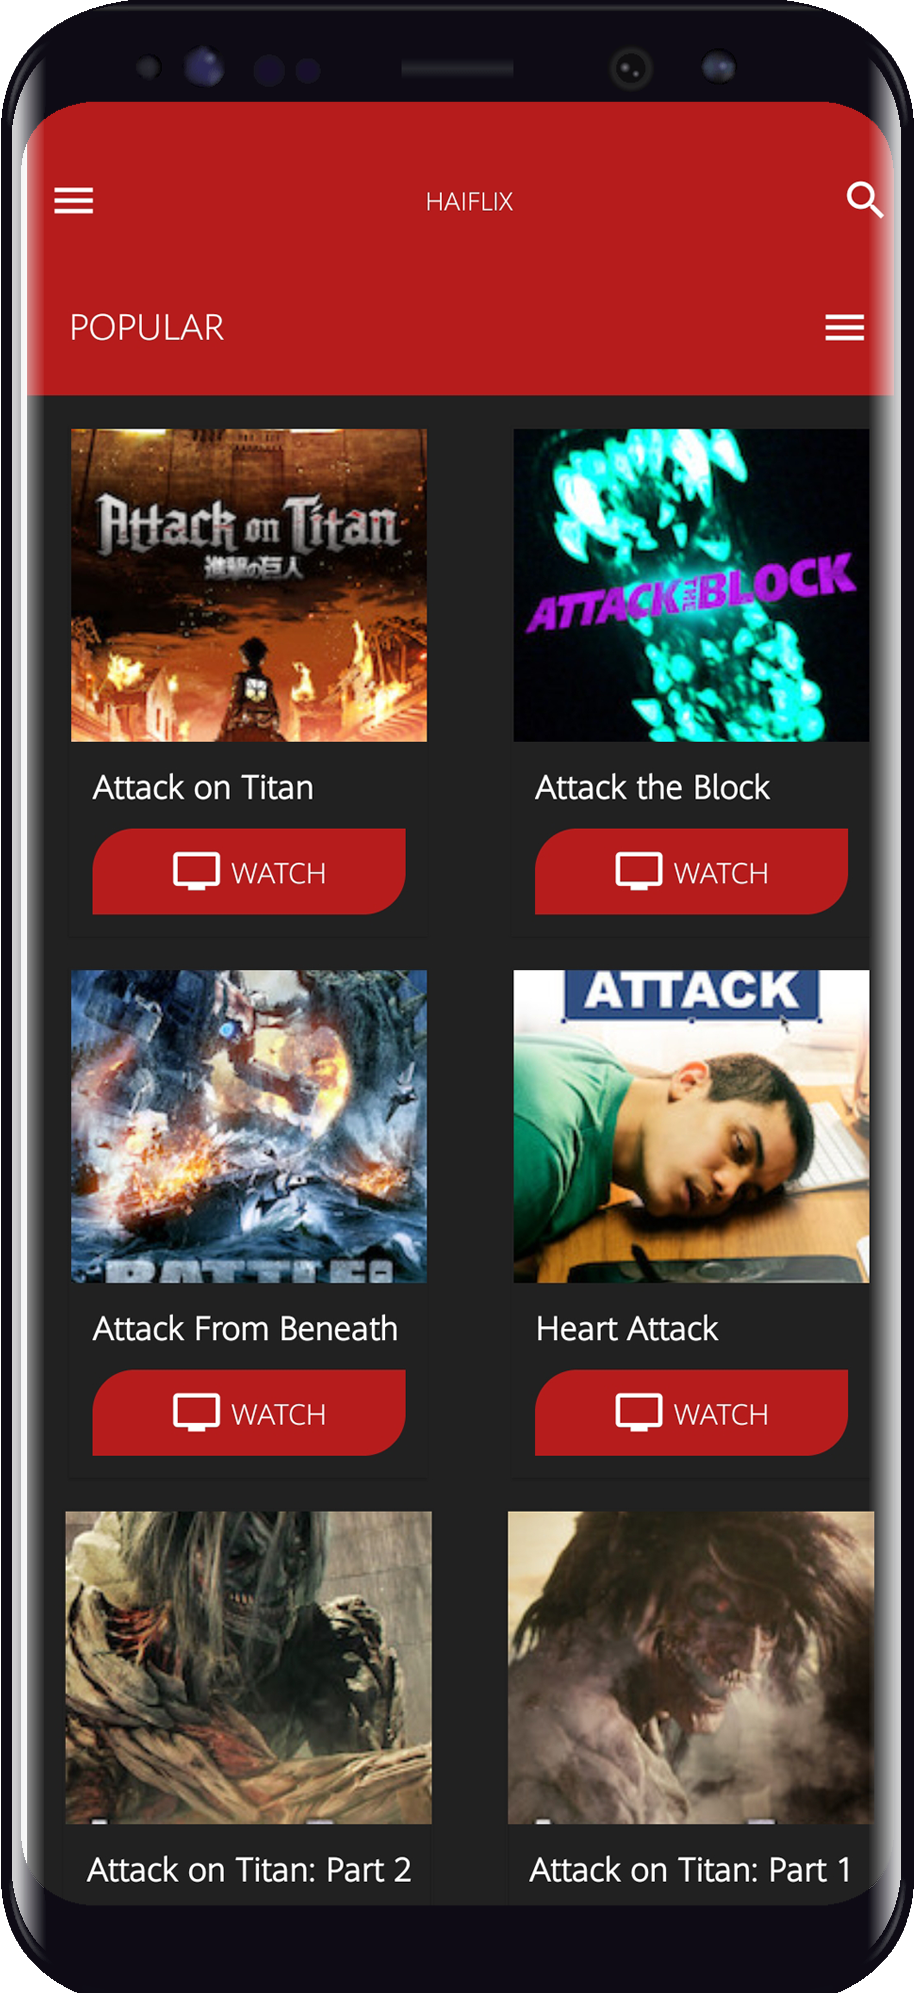 HAIFLIX
POPULAR
Attack on Titan
進撃の巨人
ATTACK THE BLOCK
Attack on Titan
Attack the Block
WATCH
WATCH
ATTACK
Attack From Beneath
Heart Attack
WATCH
WATCH
Attack on Titan: Part 2
Attack on Titan: Part 1